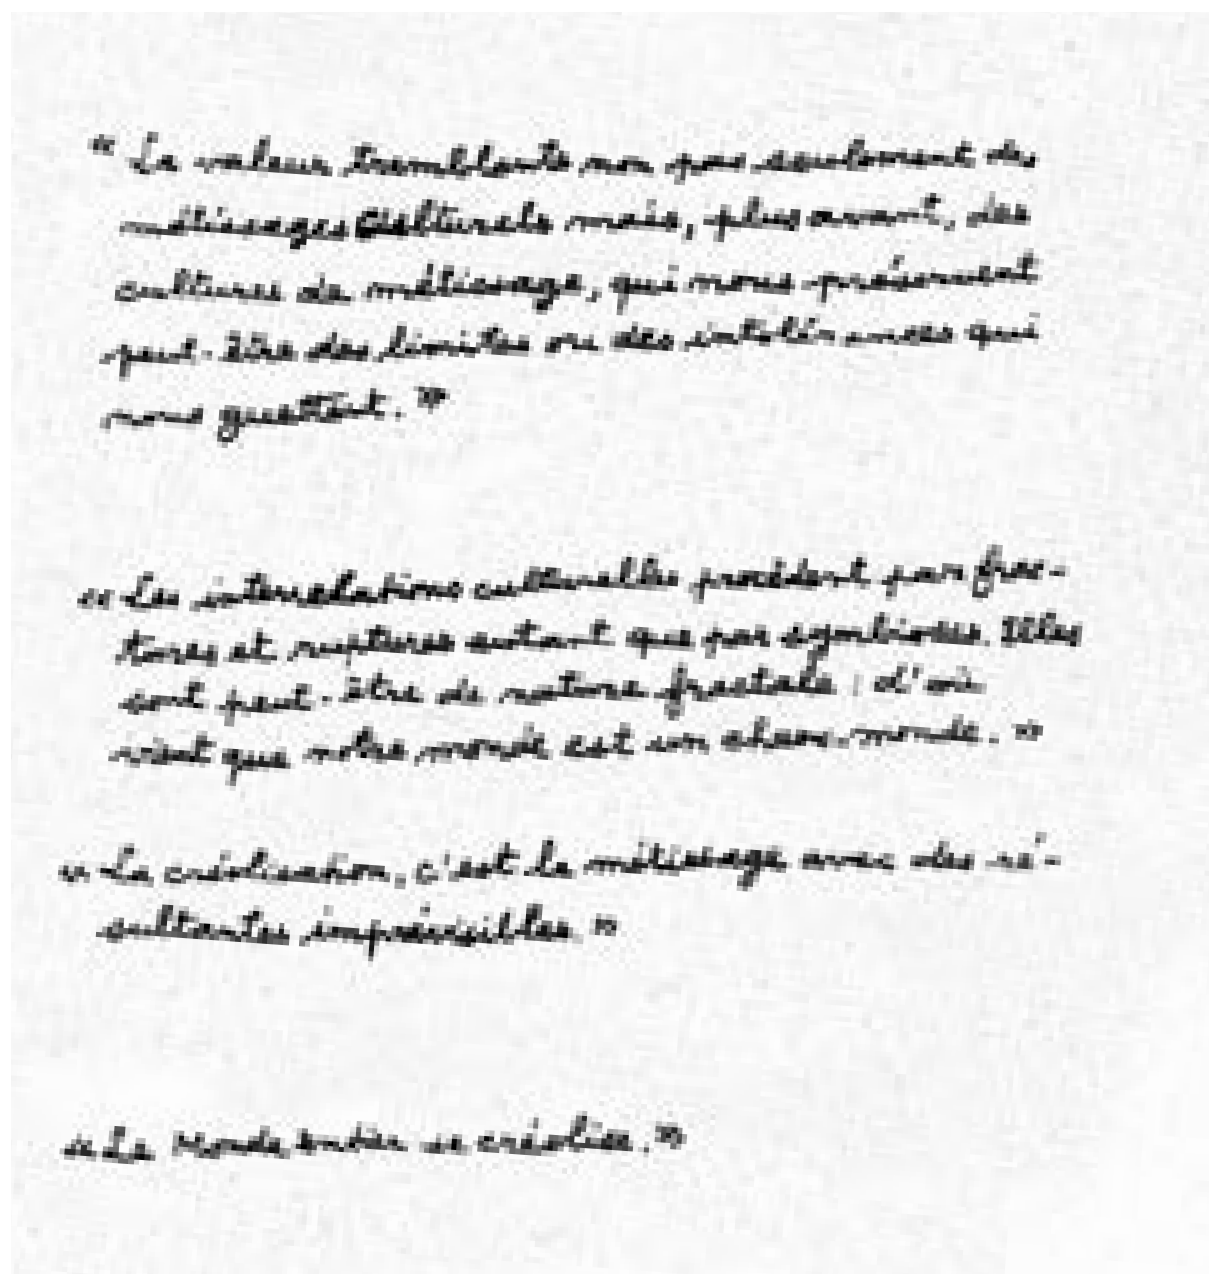 « La valeur tremblante non pas seulement des
métissages culturels mais, plus avant, des
cultures de métissage, qui nous préservent
peut-être des limites ou des intolérances qui
nous guettent. »
« Les interrelations culturelles procèdent par frac-
tures et ruptures autant que par symbioses. Elles
sont peut-être de nature fractale ; d'où
vient que notre monde est un chaos-monde. »
« La créolisation, c'est le métissage avec des ré-
sultantes imprévisibles. »
« Le Monde entier se créolise. »